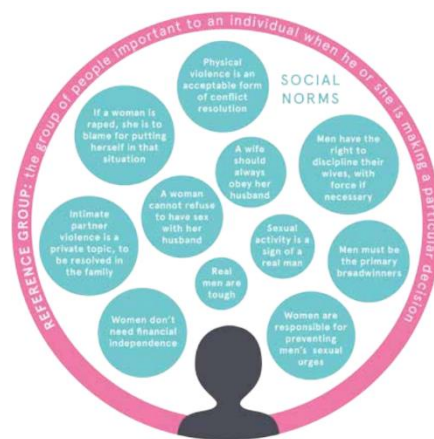 REFERENCE GROUP: the group of people important to an individual when he or she is making a particular decision
SOCIAL
NORMS
Physical
violence is an
acceptable form
of conflict
resolution
If a woman is
raped, she is to
blame for putting
herself in that
situation
A wife
should
always
obey her
husband
Men have the
right to
discipline their
wives, with
force if
necessary
A woman
cannot refuse
to have sex
with her
husband
Intimate
partner
violence is a
private topic, to
be resolved in
the family
Sexual
activity is a
sign of a
real man
Men must be
the primary
breadwinners
Real
men are
tough
Women don't
need financial
independence
Women are
responsible for
preventing
men's sexual
urges